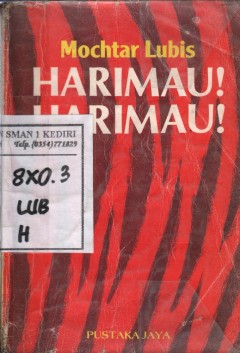 Mochtar Lubis
HARIMAU!
HARIMAU!
SMAN 1 KEDIRI
Telp. (0354) 771829
8X0.3
LUB
H
PUSTAKA JAYA